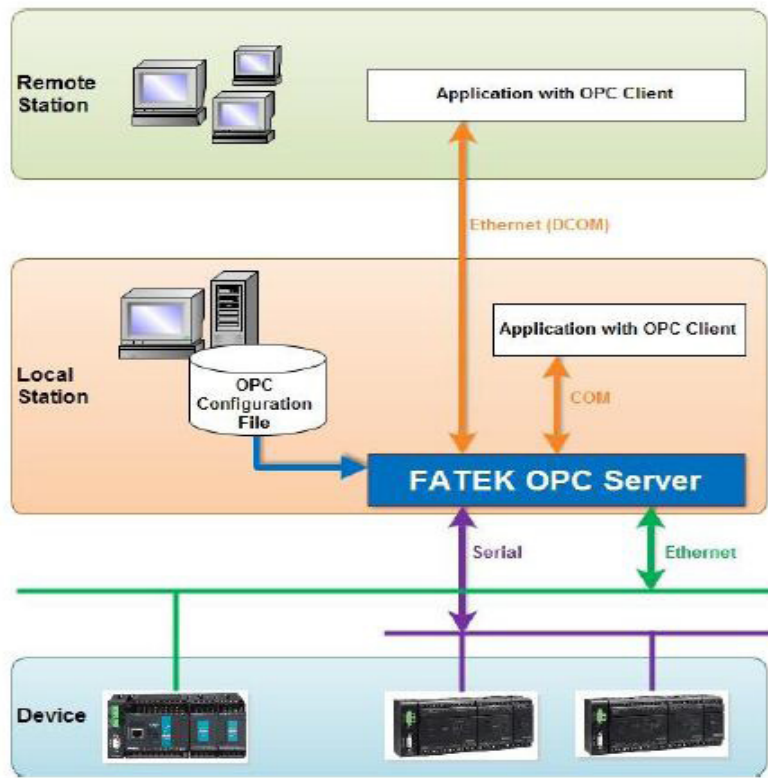 Remote
Station
Application with OPC Client
Ethernet (DCOM)
Application with OPC Client
Local
Station
OPC
Configuration
File
COM
FATEK OPC Server
Serial
Ethernet
Device